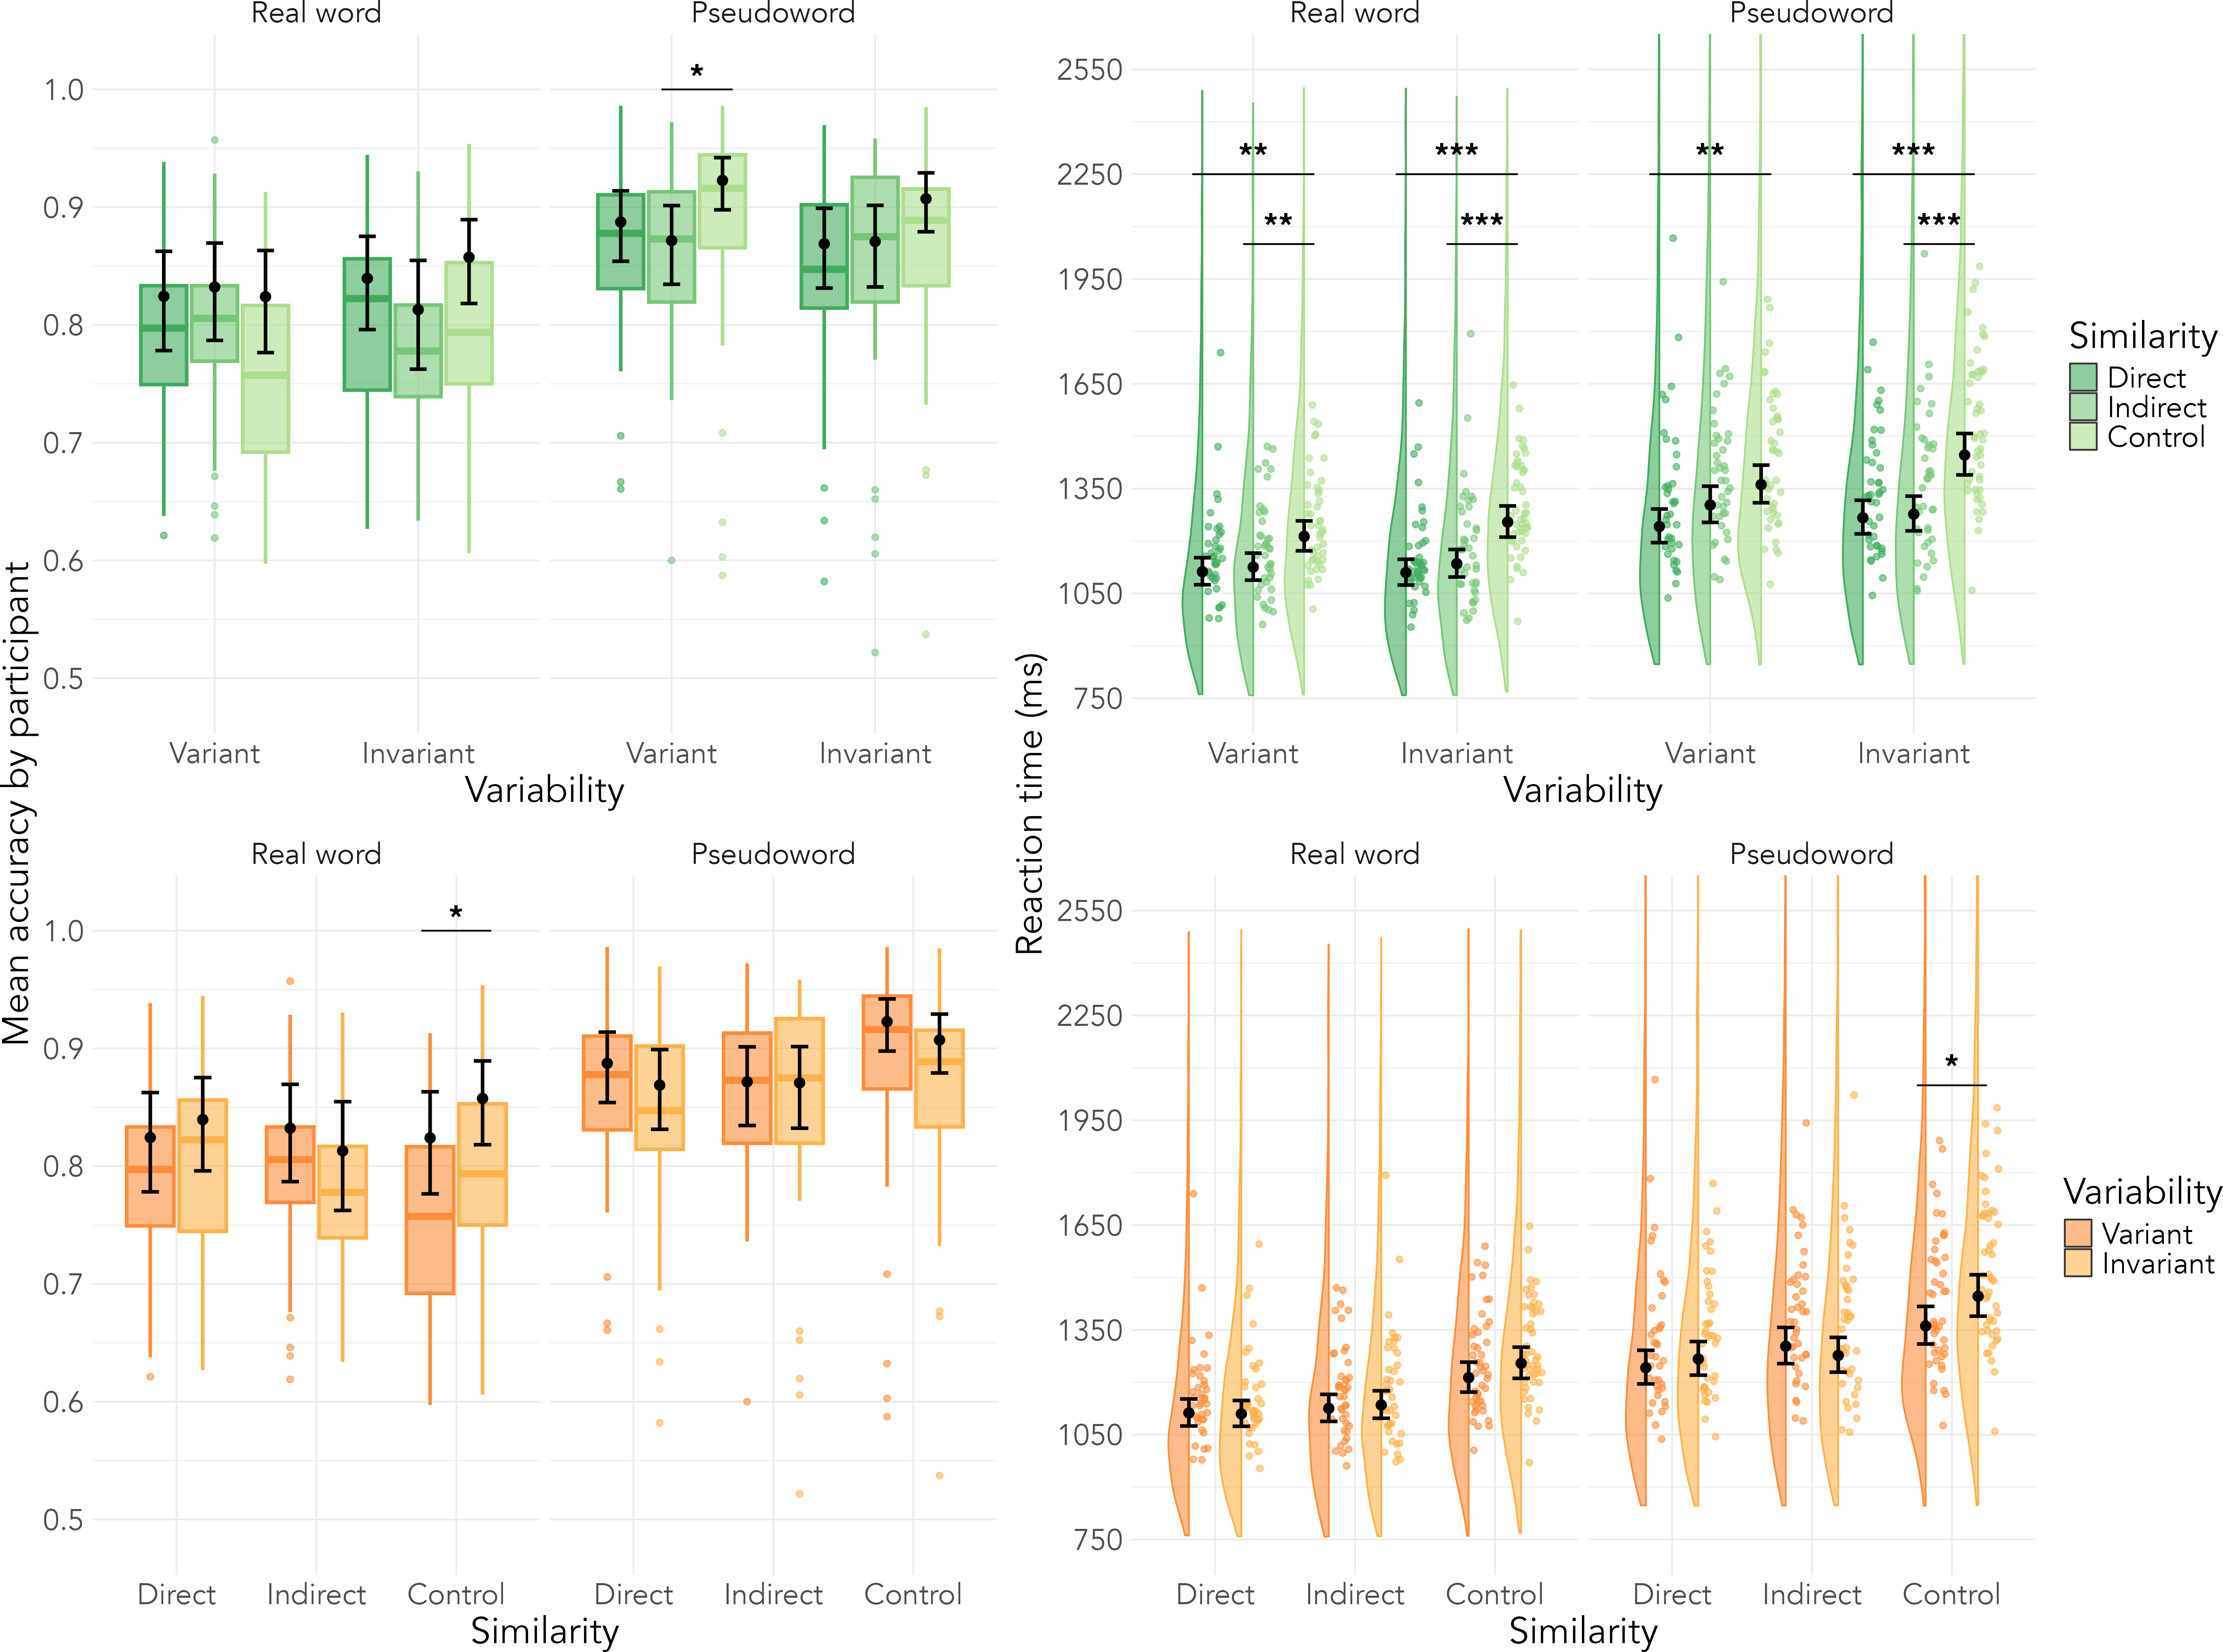 Real word
Pseudoword
Real word
Pseudoword
*
1.0
0.9
0.8
0.7
0.6
0.5
2550
2250
1950
1650
1350
1050
750
**
***
**
***
**
***
***
Variant
Invariant
Variant
Invariant
Variability
Variant
Invariant
Variant
Invariant
Variability
Similarity
Direct
Indirect
Control
Mean accuracy by participant
Reaction time (ms)
Real word
Pseudoword
Real word
Pseudoword
*
1.0
0.9
0.8
0.7
0.6
0.5
2550
2250
1950
1650
1350
1050
750
*
Direct
Indirect
Control
Direct
Indirect
Control
Similarity
Direct
Indirect
Control
Direct
Indirect
Control
Similarity
Variability
Variant
Invariant